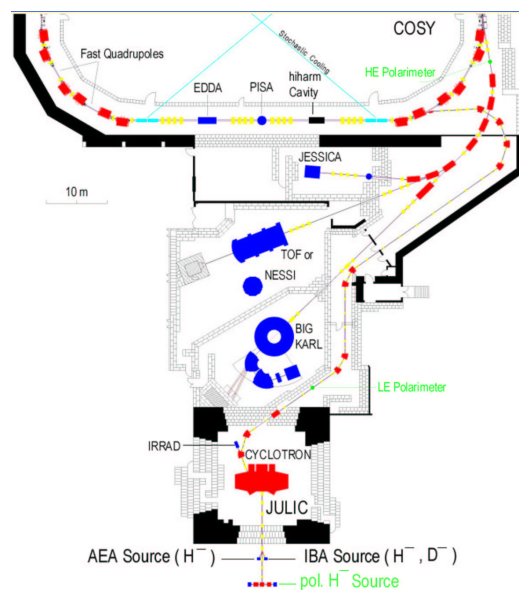 COSY
Fast Quadrupoles
Stochastic Cooling
HE Polarimeter
EDDA
PISA
hiharm
Cavity
JESSICA
10 m
TOF or
NESSI
BIG
KARL
LE Polarimeter
IRRAD
CYCLOTRON
JULIC
AEA Source ( H⁻ )
IBA Source ( H⁻ , D⁻ )
pol. H⁻ Source